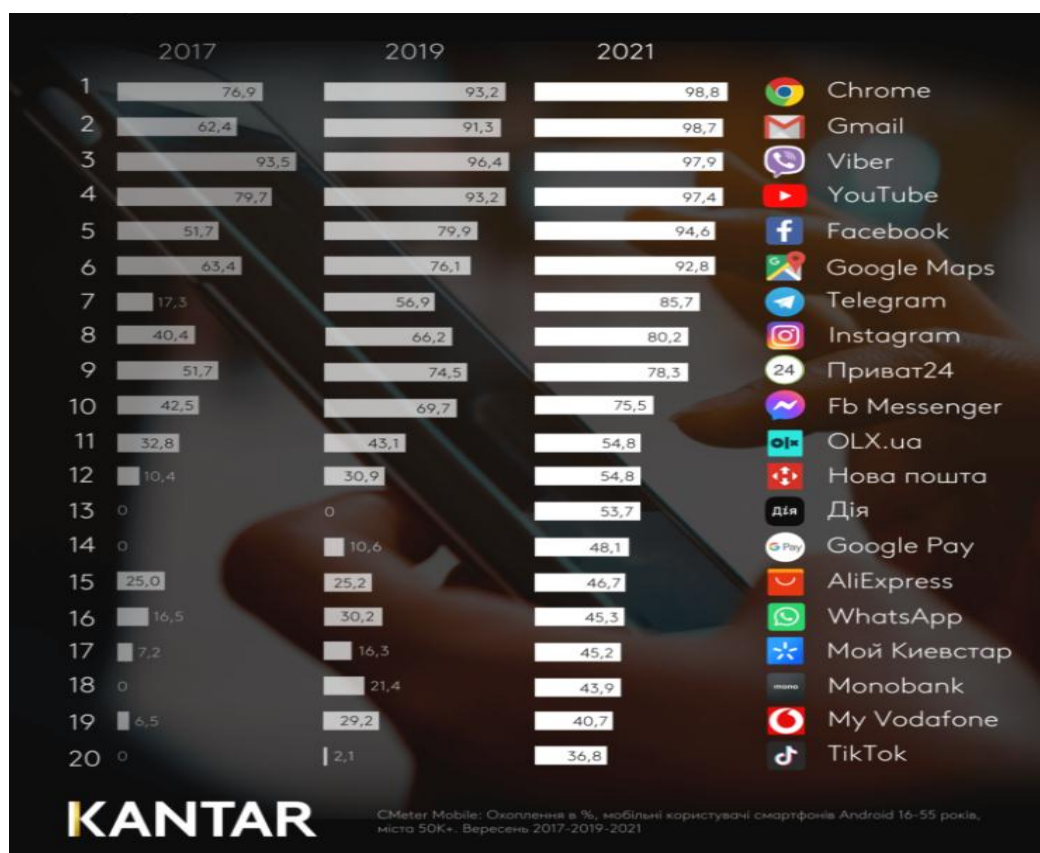 2017 2019 2021
1 76,9 93,2 98,8 Chrome
2 62,4 91,3 98,7 Gmail
3 93,5 96,4 97,9 Viber
4 79,7 93,2 97,4 YouTube
5 51,7 79,9 94,6 Facebook
6 63,4 76,1 92,8 Google Maps
7 17,3 56,9 85,7 Telegram
8 40,4 66,2 80,2 Instagram
9 51,7 74,5 78,3 24 Приват24
10 42,5 69,7 75,5 Fb Messenger
11 32,8 43,1 54,8 olx OLX.ua
12 10,4 30,9 54,8 Нова пошта
13 0 0 53,7 Дія Дія
14 0 10,6 48,1 G Pay Google Pay
15 25,0 25,2 46,7 AliExpress
16 16,5 30,2 45,3 WhatsApp
17 7,2 16,3 45,2 Мой Киевстар
18 0 21,4 43,9 mono Monobank
19 6,5 29,2 40,7 My Vodafone
20 0 2,1 36,8 TikTok
KANTAR
CMeter Mobile: Охоплення в %, мобільні користувачі смартфонів Android 16-55 років,
міста 50K+. Вересень 2017-2019-2021